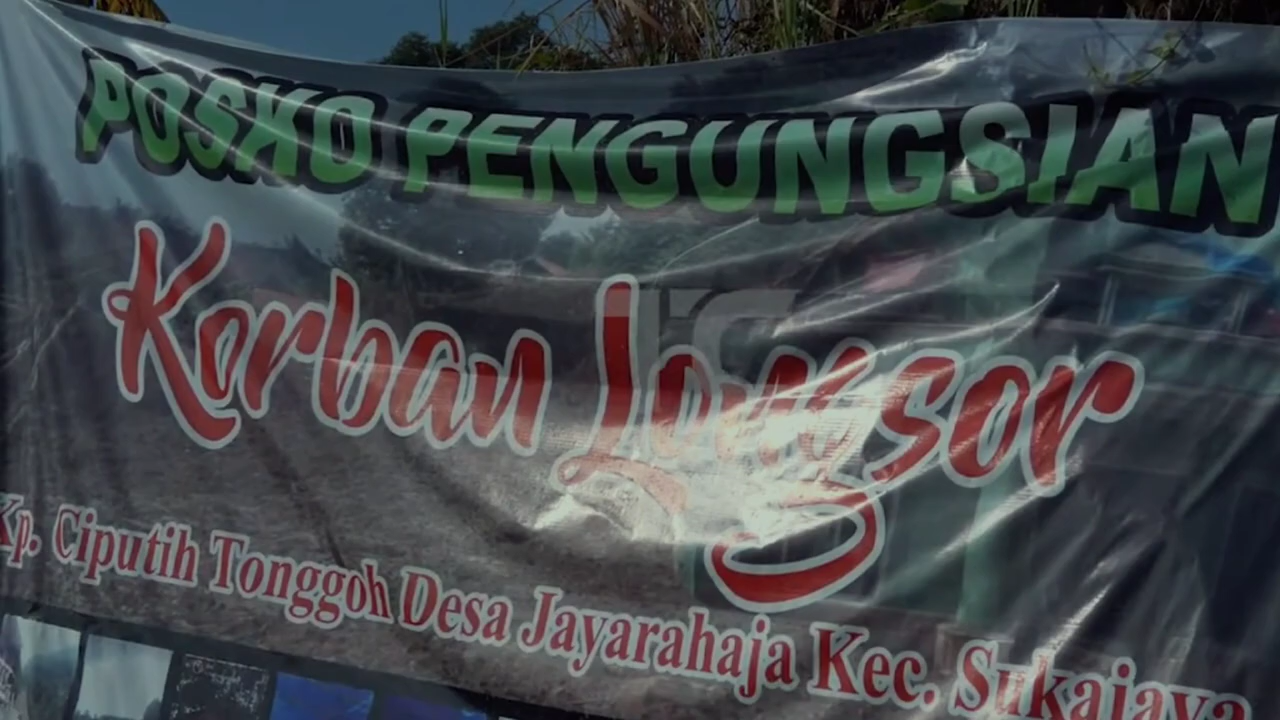 POSKO PENGUNGSIAN
Korban Longsor
Kp. Ciputih Tonggoh Desa Jayarahaja Kec. Sukajaya